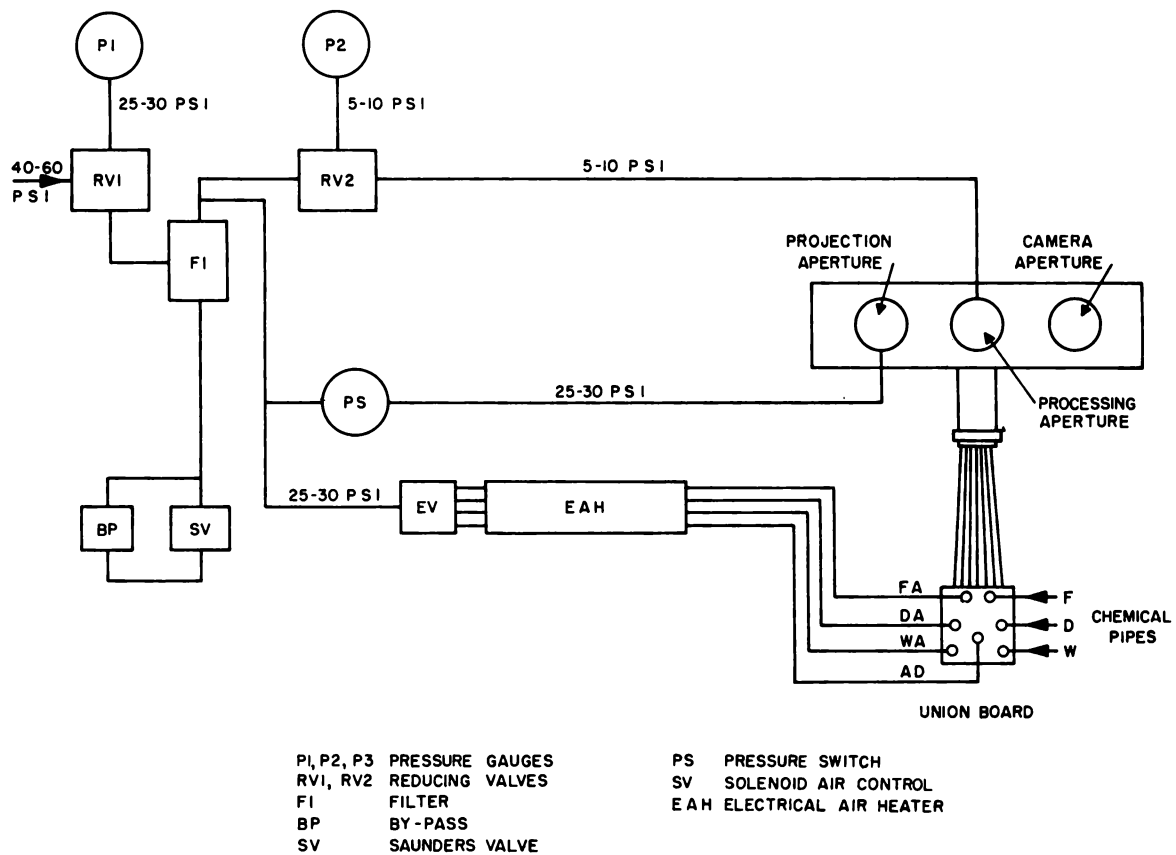 P1
P2
25-30 PSI
5-10 PSI
40-60
PSI
RV1
RV2
5-10 PSI
F1
PROJECTION
APERTURE
CAMERA
APERTURE
PS
25-30 PSI
PROCESSING
APERTURE
25-30 PSI
EV
EAH
BP
SV
FA
F
DA
D
CHEMICAL
PIPES
WA
W
AD
UNION BOARD
P1, P2, P3 PRESSURE GAUGES
RV1, RV2 REDUCING VALVES
F1 FILTER
BP BY-PASS
SV SAUNDERS VALVE
PS PRESSURE SWITCH
SV SOLENOID AIR CONTROL
EAH ELECTRICAL AIR HEATER